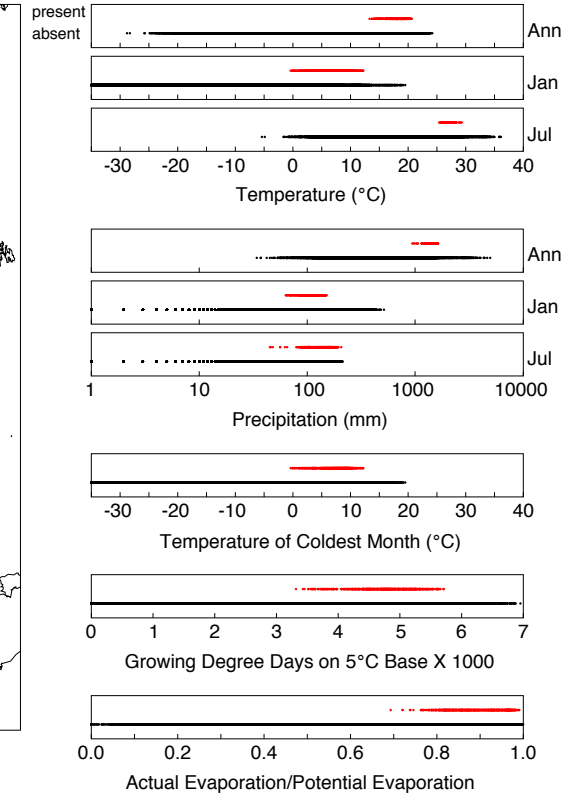 present
absent
Ann
Jan
Jul
-30 -20 -10 0 10 20 30 40
Temperature (°C)
Ann
Jan
Jul
1 10 100 1000 10000
Precipitation (mm)
-30 -20 -10 0 10 20 30 40
Temperature of Coldest Month (°C)
0 1 2 3 4 5 6 7
Growing Degree Days on 5°C Base X 1000
0.0 0.2 0.4 0.6 0.8 1.0
Actual Evaporation/Potential Evaporation